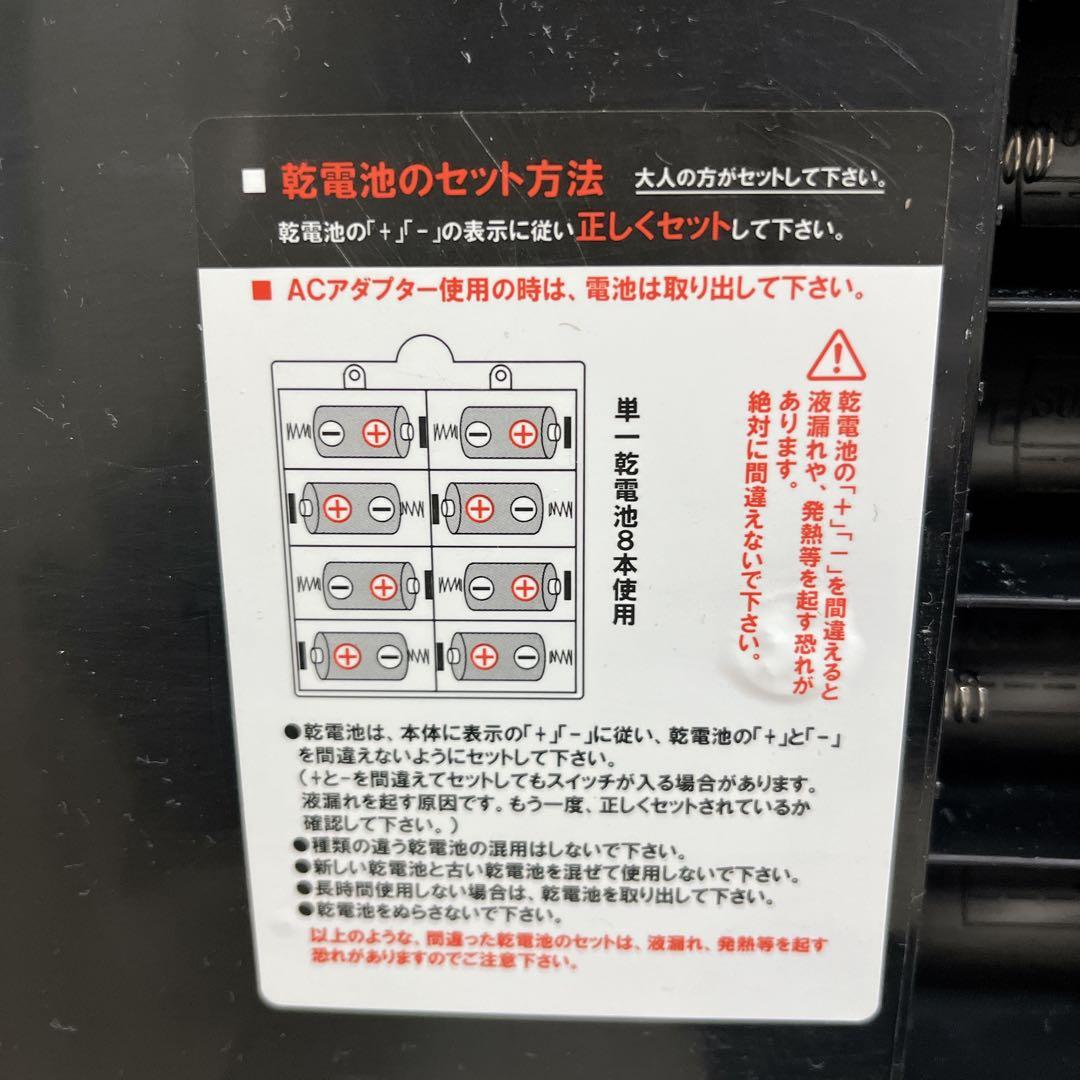 ■ 乾電池のセット方法 大人の方がセットして下さい。
乾電池の「+」「-」の表示に従い正しくセットして下さい。
■ ACアダプター使用の時は、電池は取り出して下さい。
- + - +
+ - + -
- + - +
+ - + -
単一乾電池8本使用
乾電池の「+」「-」を間違えると
液漏れや、発熱等を起す恐れが
あります。
絶対に間違えないで下さい。
●乾電池は、本体に表示の「+」「-」に従い、乾電池の「+」と「-」
を間違えないようにセットして下さい。
(+と-を間違えてセットしてもスイッチが入る場合があります。
液漏れを起す原因です。もう一度、正しくセットされているか
確認して下さい。)
●種類の違う乾電池の混用はしないで下さい。
●新しい乾電池と古い乾電池を混ぜて使用しないで下さい。
●長時間使用しない場合は、乾電池を取り出して下さい。
●乾電池をぬらさないで下さい。
以上のような、間違った乾電池のセットは、液漏れ、発熱等を起す
恐れがありますのでご注意下さい。